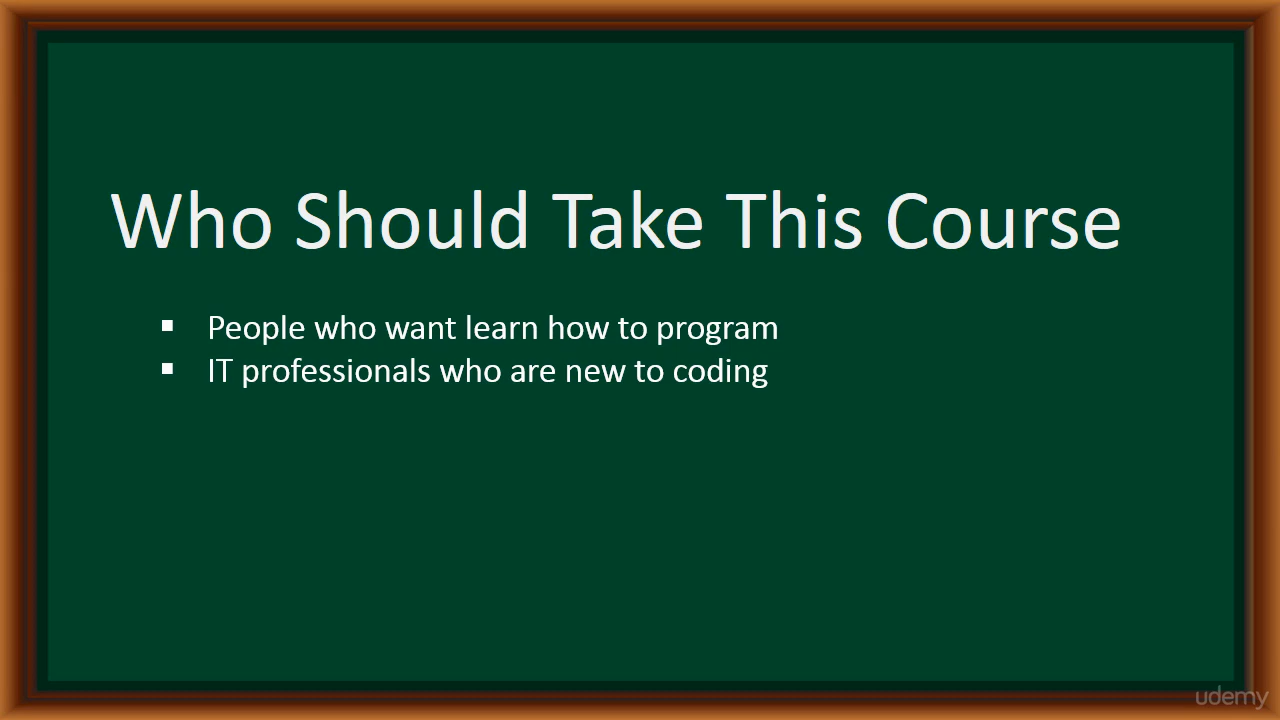 Who Should Take This Course
▪ People who want learn how to program
▪ IT professionals who are new to coding
udemy